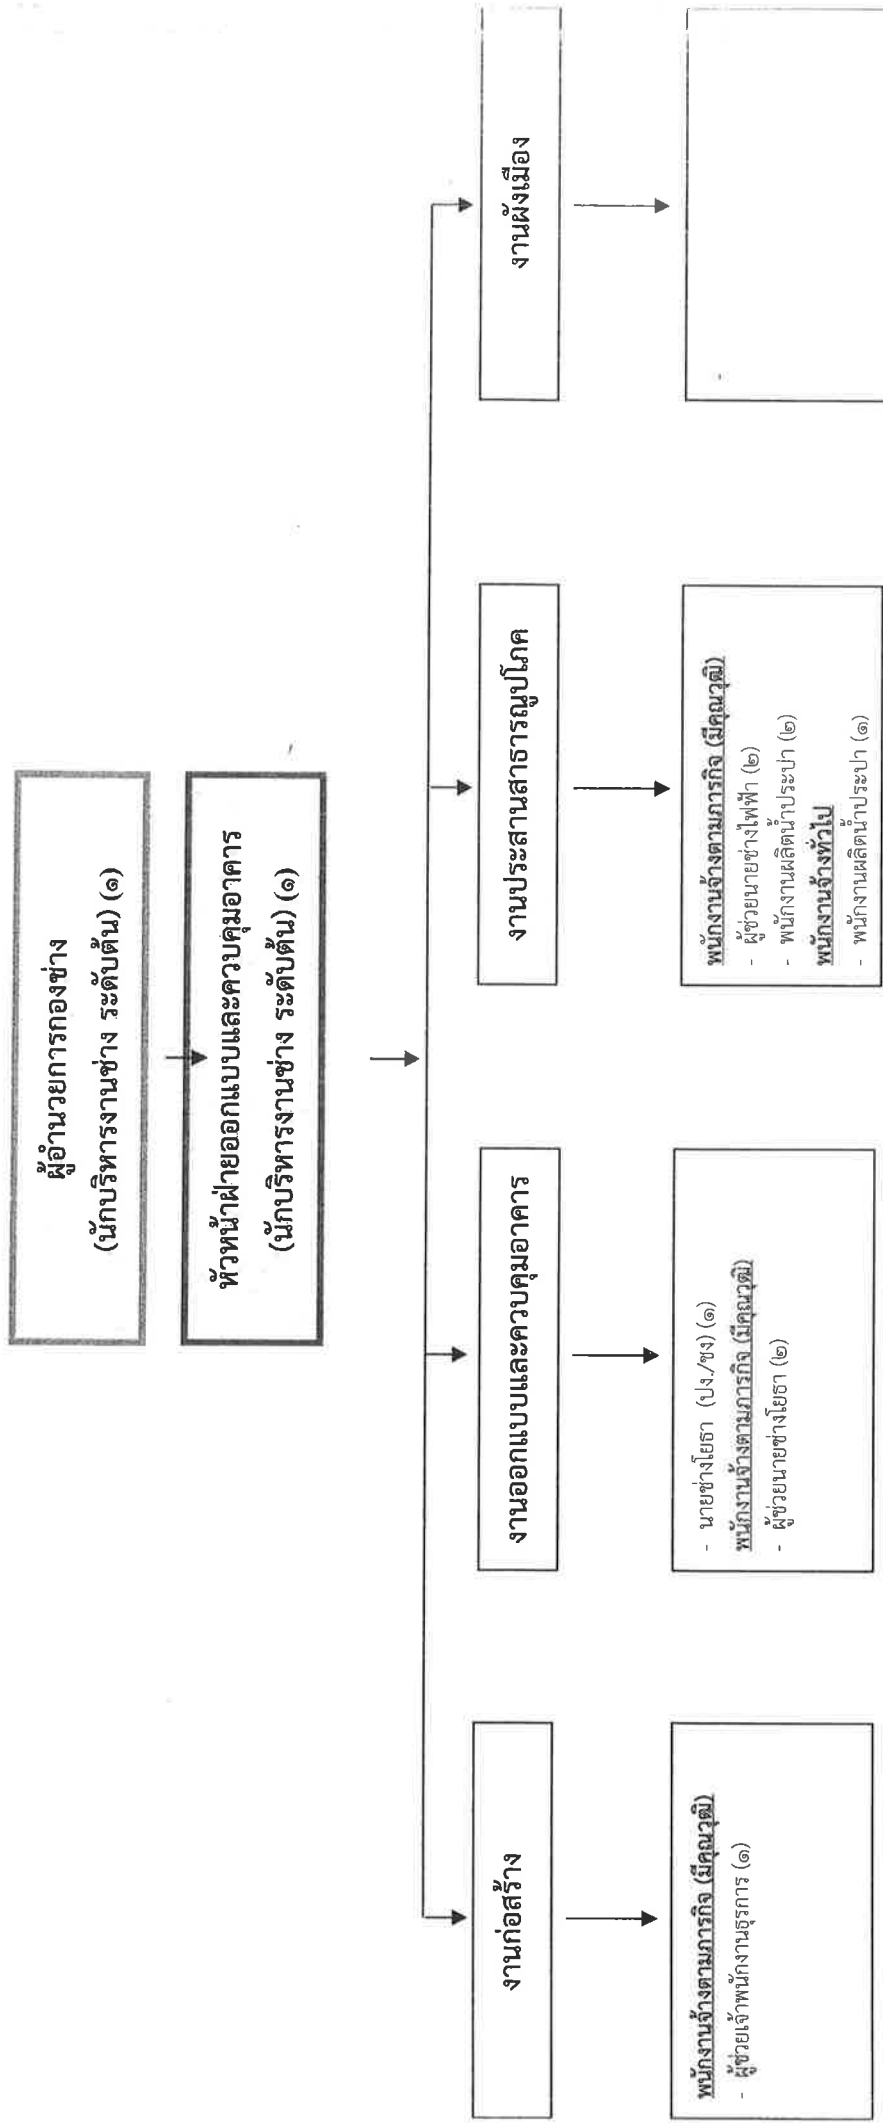 ผู้อำนวยการกองช่าง
(นักบริหารงานช่าง ระดับต้น) (๑)
หัวหน้าฝ่ายออกแบบและควบคุมอาคาร
(นักบริหารงานช่าง ระดับต้น) (๑)
งานก่อสร้าง
งานออกแบบและควบคุมอาคาร
งานประสานสาธารณูปโภค
งานผังเมือง
พนักงานจ้างตามภารกิจ (มีคุณวุฒิ)
- ผู้ช่วยเจ้าพนักงานธุรการ (๑)
- นายช่างโยธา (ปง./ชง) (๑)
พนักงานจ้างตามภารกิจ (มีคุณวุฒิ)
- ผู้ช่วยนายช่างโยธา (๒)
พนักงานจ้างตามภารกิจ (มีคุณวุฒิ)
- ผู้ช่วยนายช่างไฟฟ้า (๒)
- พนักงานผลิตน้ำประปา (๒)
พนักงานจ้างทั่วไป
- พนักงานผลิตน้ำประปา (๑)
-